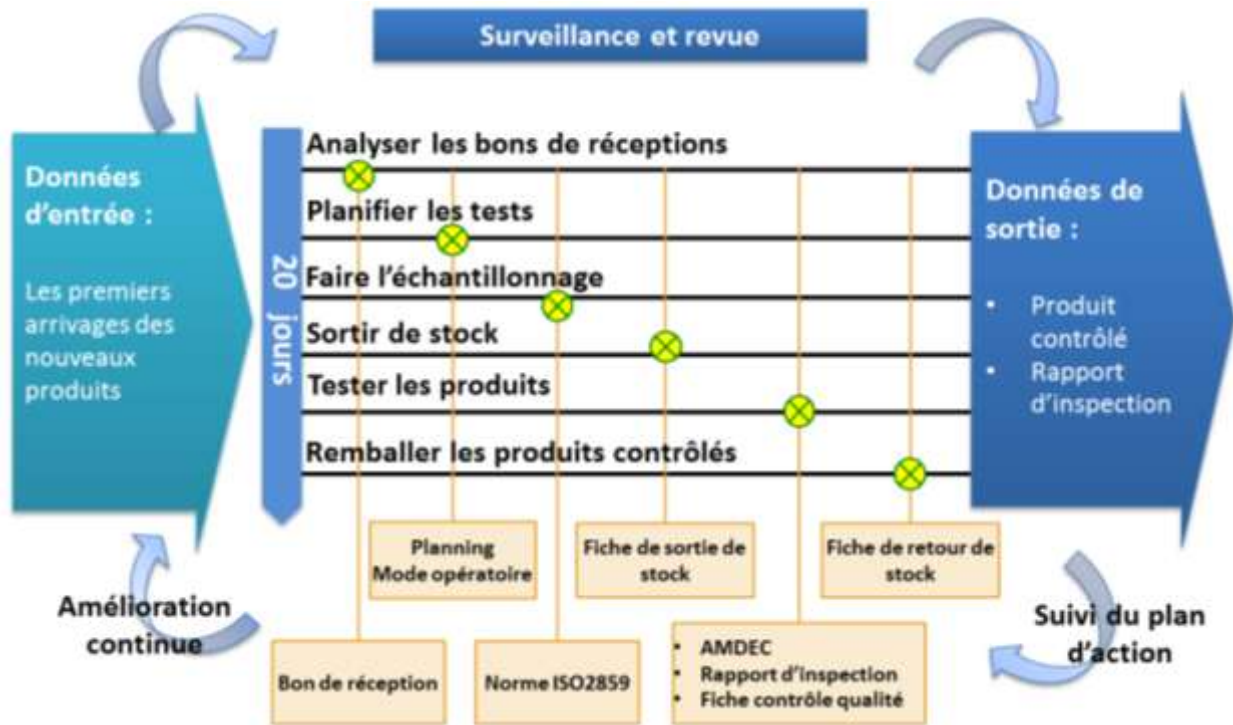 Surveillance et revue
Données
d'entrée :
Les premiers
arrivages des
nouveaux
produits
20 jours
Analyser les bons de réceptions
Planifier les tests
Faire l'échantillonnage
Sortir de stock
Tester les produits
Remballer les produits contrôlés
Données de
sortie :
• Produit
contrôlé
• Rapport
d'inspection
Planning
Mode opératoire
Fiche de sortie de
stock
Fiche de retour de
stock
Amélioration
continue
Suivi du plan
d'action
Bon de réception
Norme ISO2859
• AMDEC
• Rapport d'inspection
• Fiche contrôle qualité